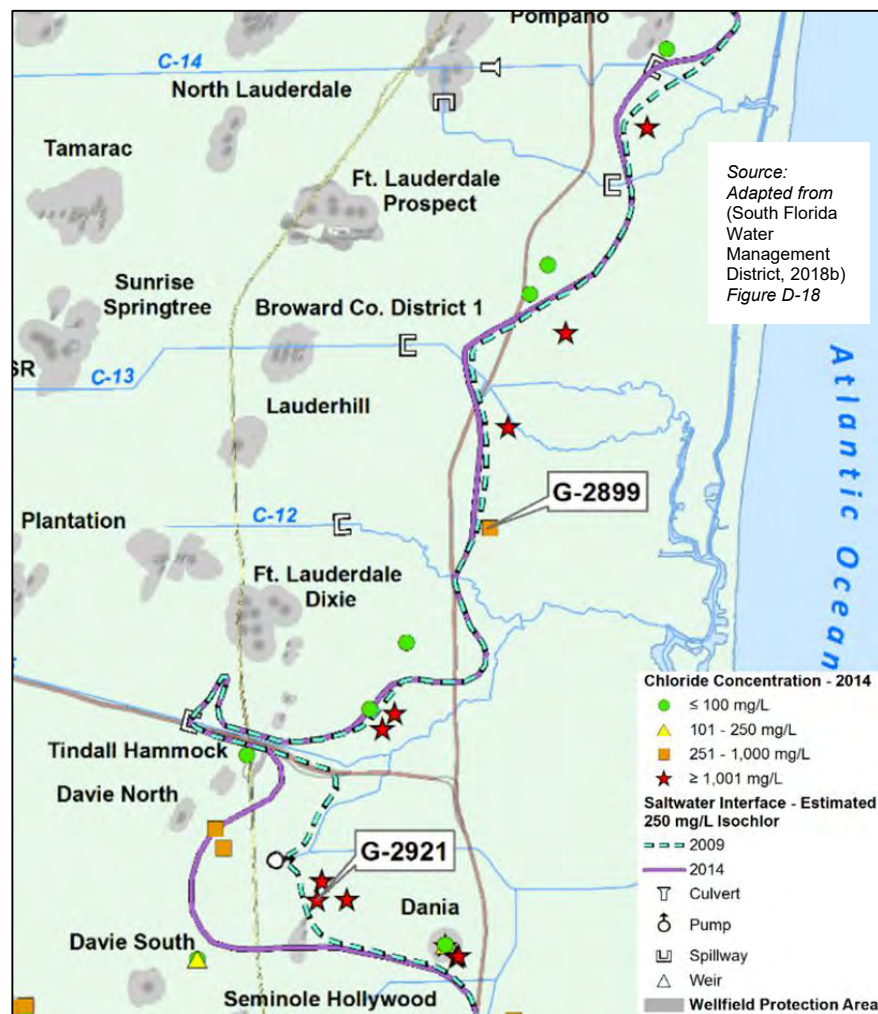 Pompano
C-14
North Lauderdale
Tamarac
Ft. Lauderdale
Prospect
Source:
Adapted from
(South Florida
Water
Management
District, 2018b)
Figure D-18
Sunrise
Springtree
Broward Co. District 1
SR
C-13
Lauderhill
Atlantic Ocean
G-2899
Plantation
C-12
Ft. Lauderdale
Dixie
Tindall Hammock
Davie North
G-2921
Dania
Davie South
Seminole Hollywood
Chloride Concentration - 2014
≤ 100 mg/L
101 - 250 mg/L
251 - 1,000 mg/L
≥ 1,001 mg/L
Saltwater Interface - Estimated
250 mg/L Isochlor
2009
2014
Culvert
Pump
Spillway
Weir
Wellfield Protection Area